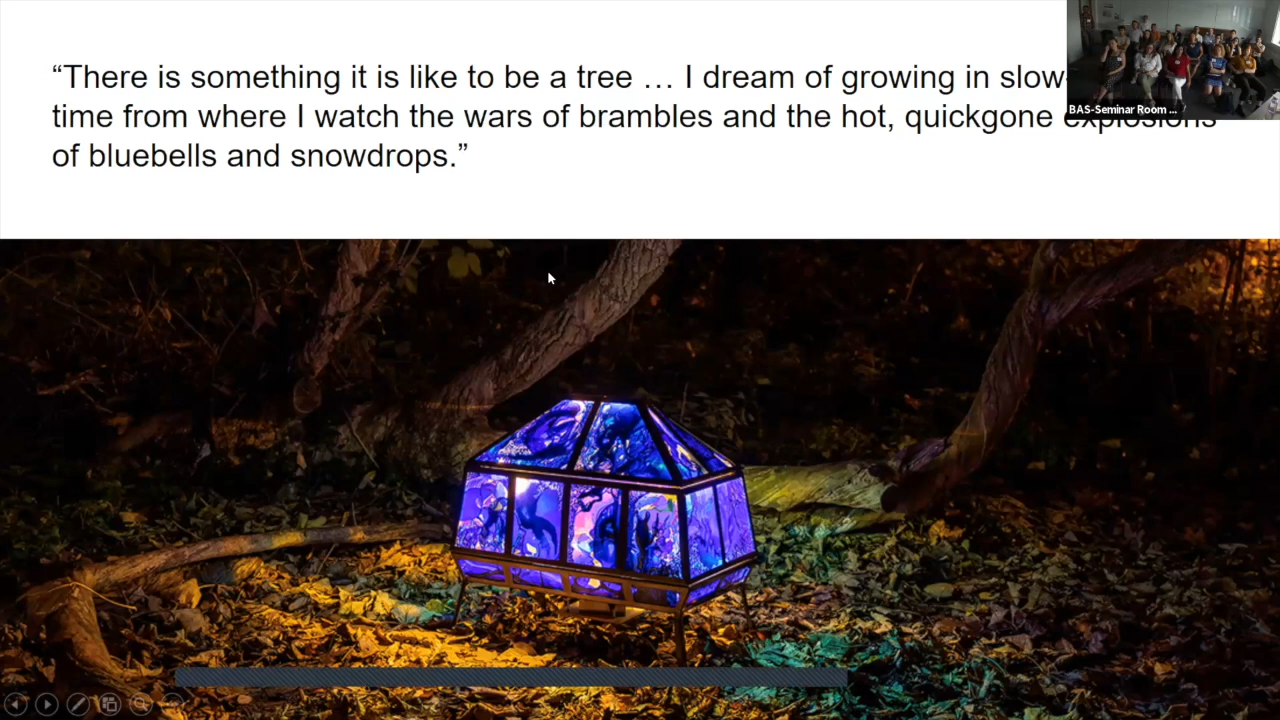 “There is something it is like to be a tree … I dream of growing in slow
time from where I watch the wars of brambles and the hot, quickgone explosions
of bluebells and snowdrops.”
BAS-Seminar Room ...